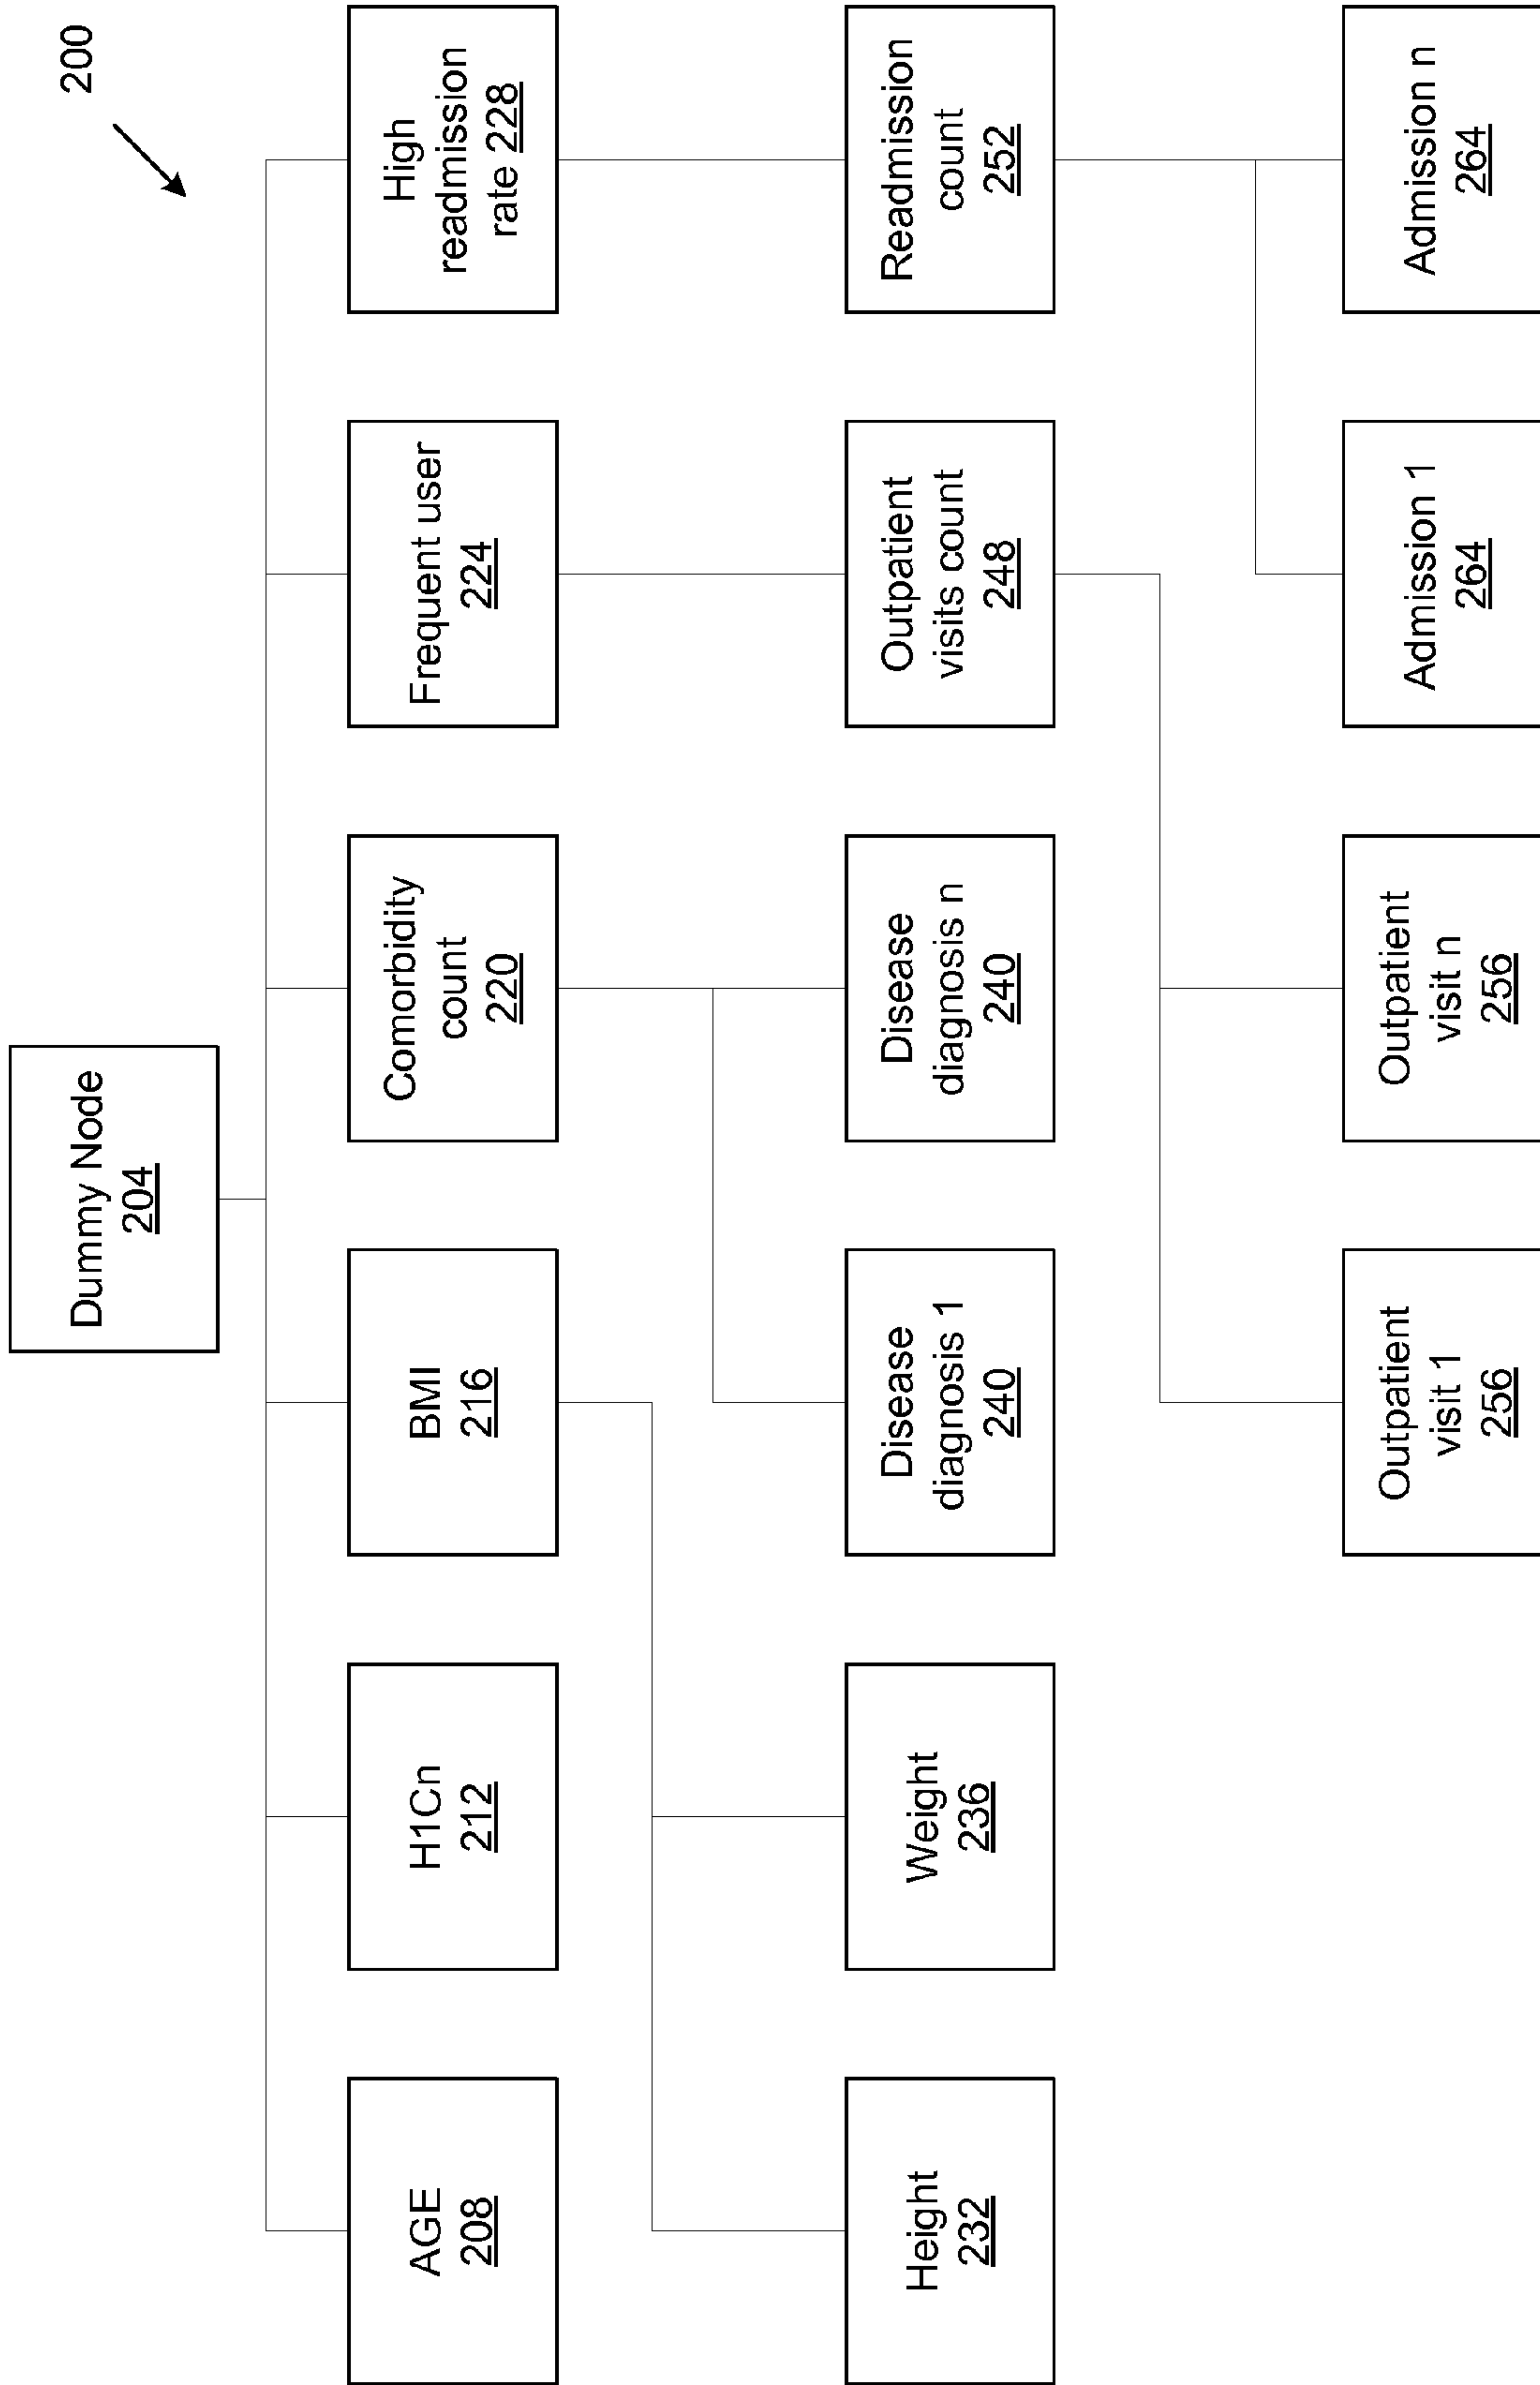 200
Dummy Node
204
AGE
208
H1Cn
212
BMI
216
Comorbidity
count
220
Frequent user
224
High
readmission
rate 228
Height
232
Weight
236
Disease
diagnosis 1
240
Disease
diagnosis n
240
Outpatient
visits count
248
Readmission
count
252
Outpatient
visit 1
256
Outpatient
visit n
256
Admission 1
264
Admission n
264